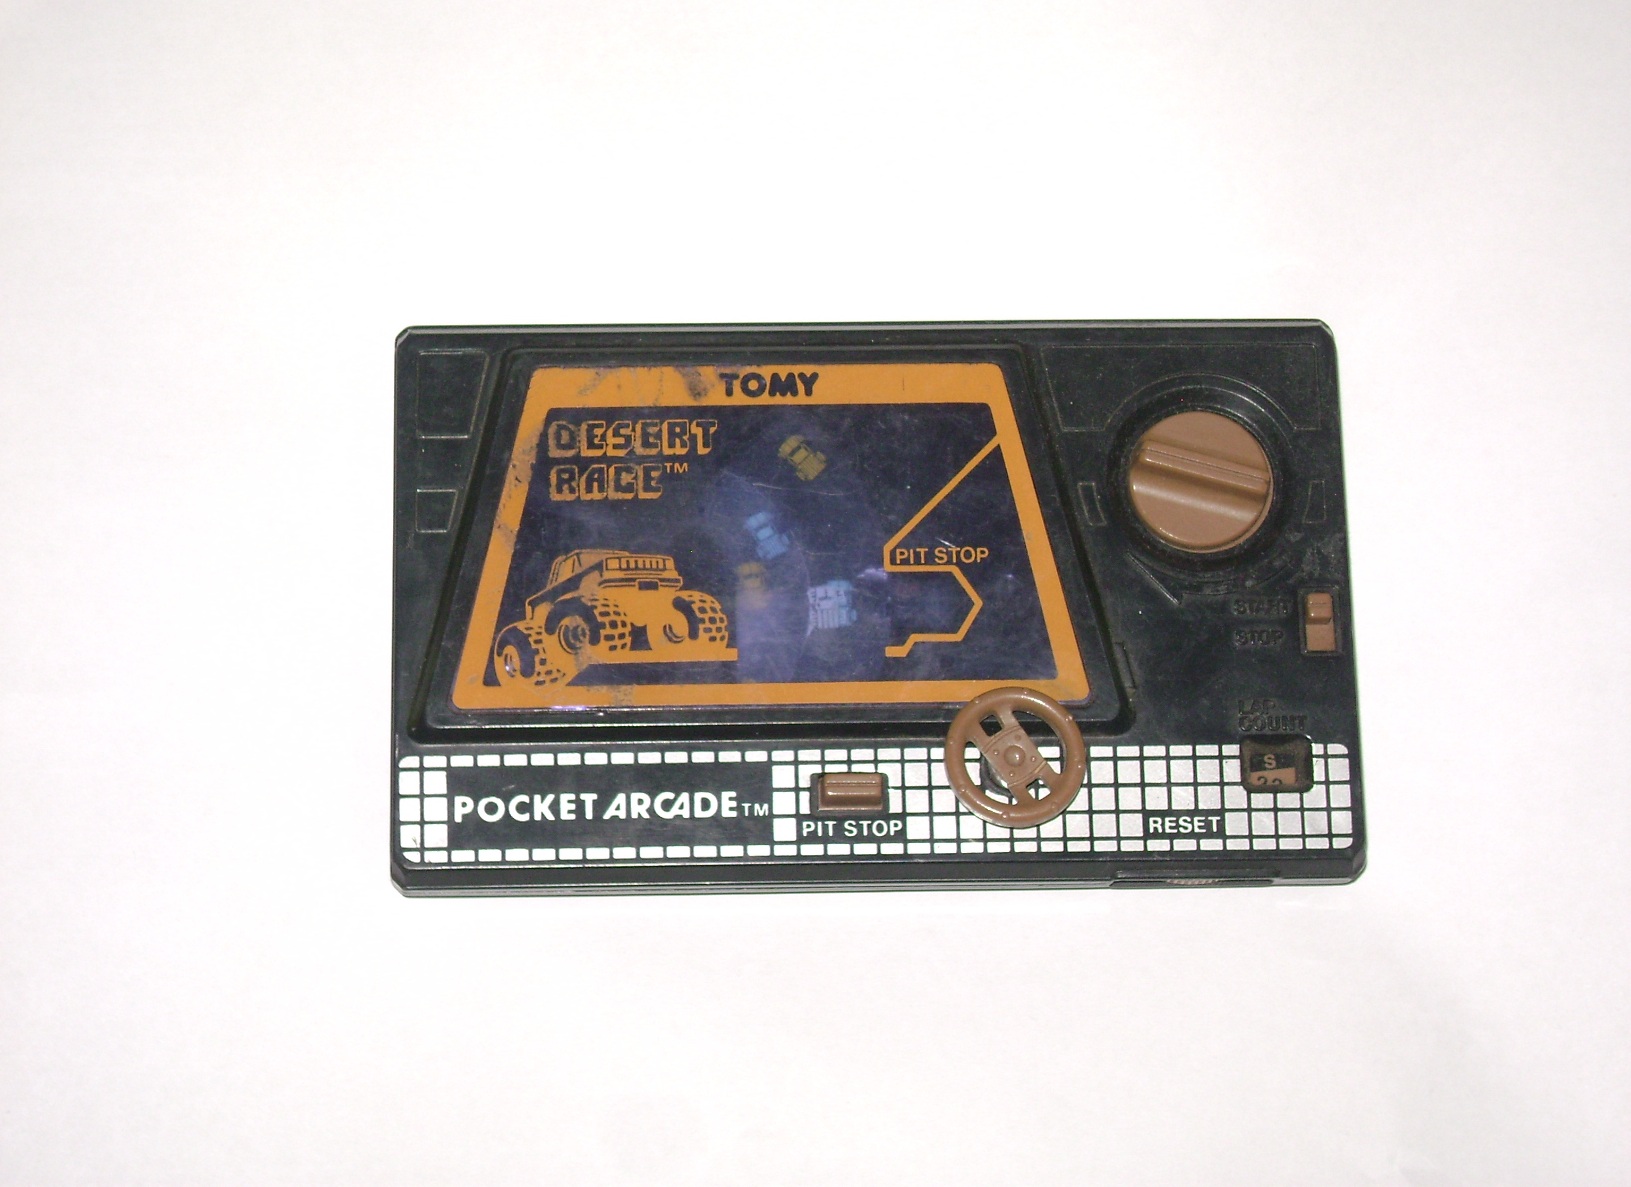 TOMY
DESERT
RACE™
PIT STOP
START
STOP
LAP
COUNT
S
POCKET ARCADE™
PIT STOP
RESET